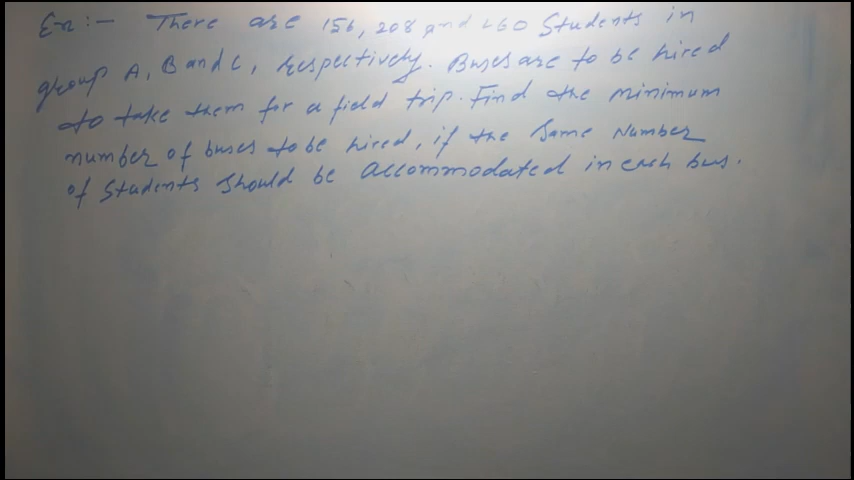 Ex:- There are 156, 208 and 260 Students in
group A, B and C, respectively. Buses are to be hired
to take them for a field trip. Find the minimum
number of buses to be hired, if the same Number
of Students should be accommodated in each bus.